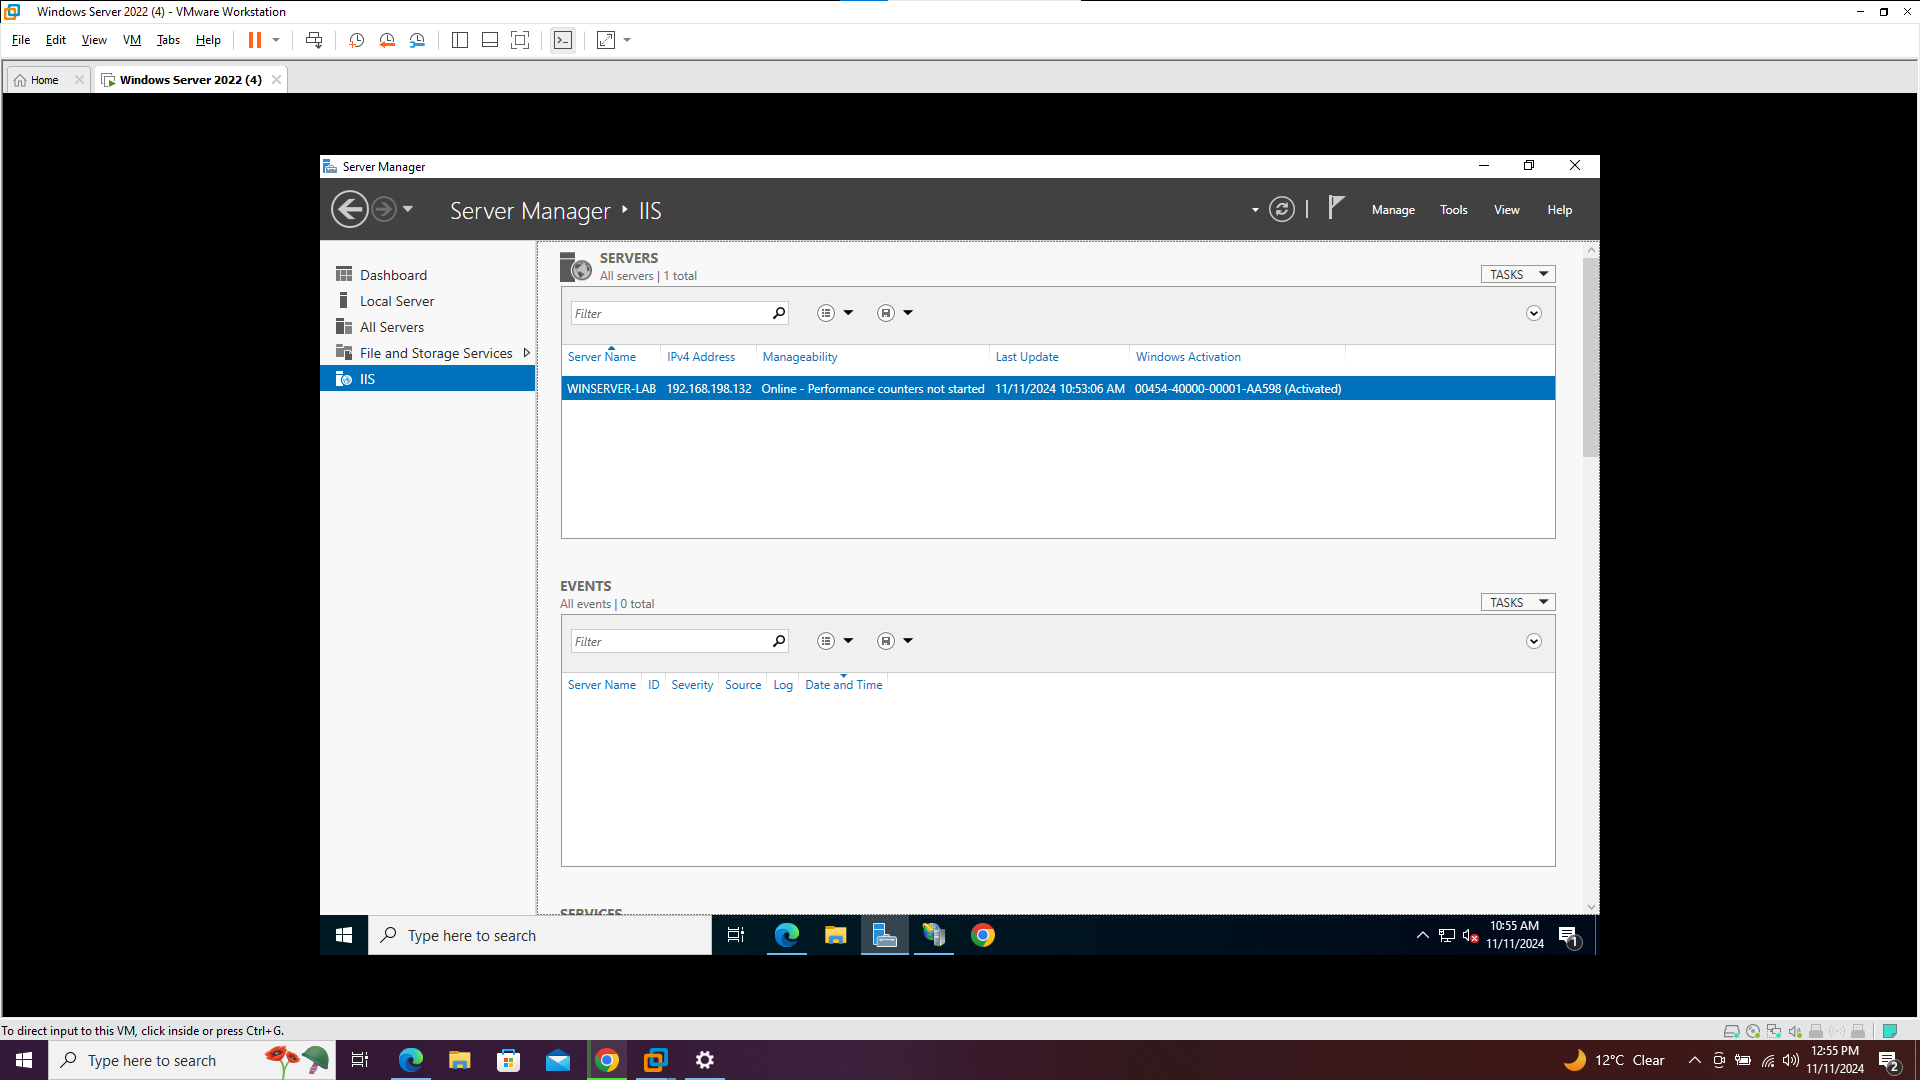 Windows Server 2022 (4) - VMware Workstation
File Edit View VM Tabs Help
Home Windows Server 2022 (4)
Server Manager
Server Manager IIS
Manage Tools View Help
Dashboard
Local Server
All Servers
File and Storage Services
IIS
SERVERS
All servers | 1 total
TASKS
Filter
Server Name IPv4 Address Manageability Last Update Windows Activation
WINSERVER-LAB 192.168.198.132 Online - Performance counters not started 11/11/2024 10:53:06 AM 00454-40000-00001-AA598 (Activated)
EVENTS
All events | 0 total
TASKS
Filter
Server Name ID Severity Source Log Date and Time
SERVICES
Type here to search
10:55 AM
11/11/2024
1
To direct input to this VM, click inside or press Ctrl+G.
Type here to search
12°C Clear
12:55 PM
11/11/2024
2